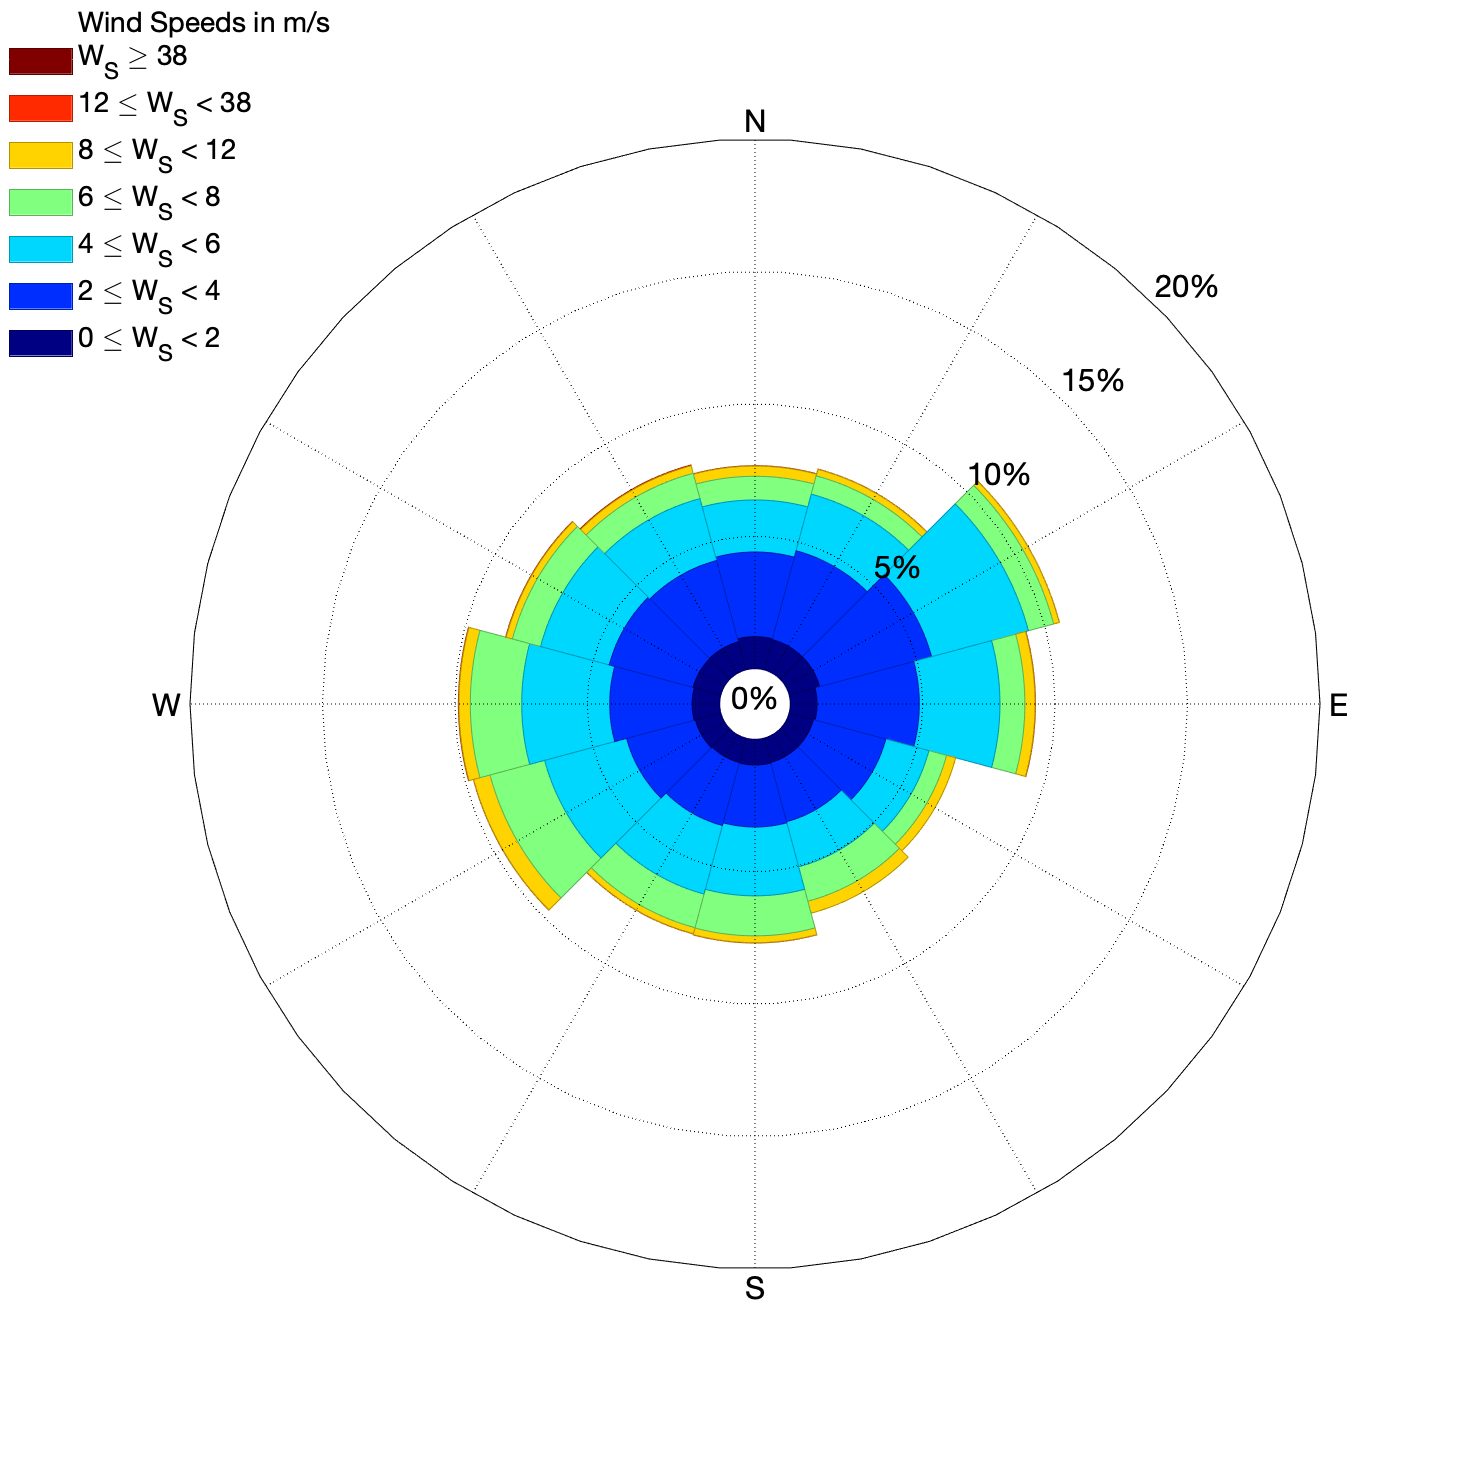 Wind Speeds in m/s
W_S ≥ 38
12 ≤ W_S < 38
8 ≤ W_S < 12
6 ≤ W_S < 8
4 ≤ W_S < 6
2 ≤ W_S < 4
0 ≤ W_S < 2
N
20%
15%
10%
5%
0%
W
E
S